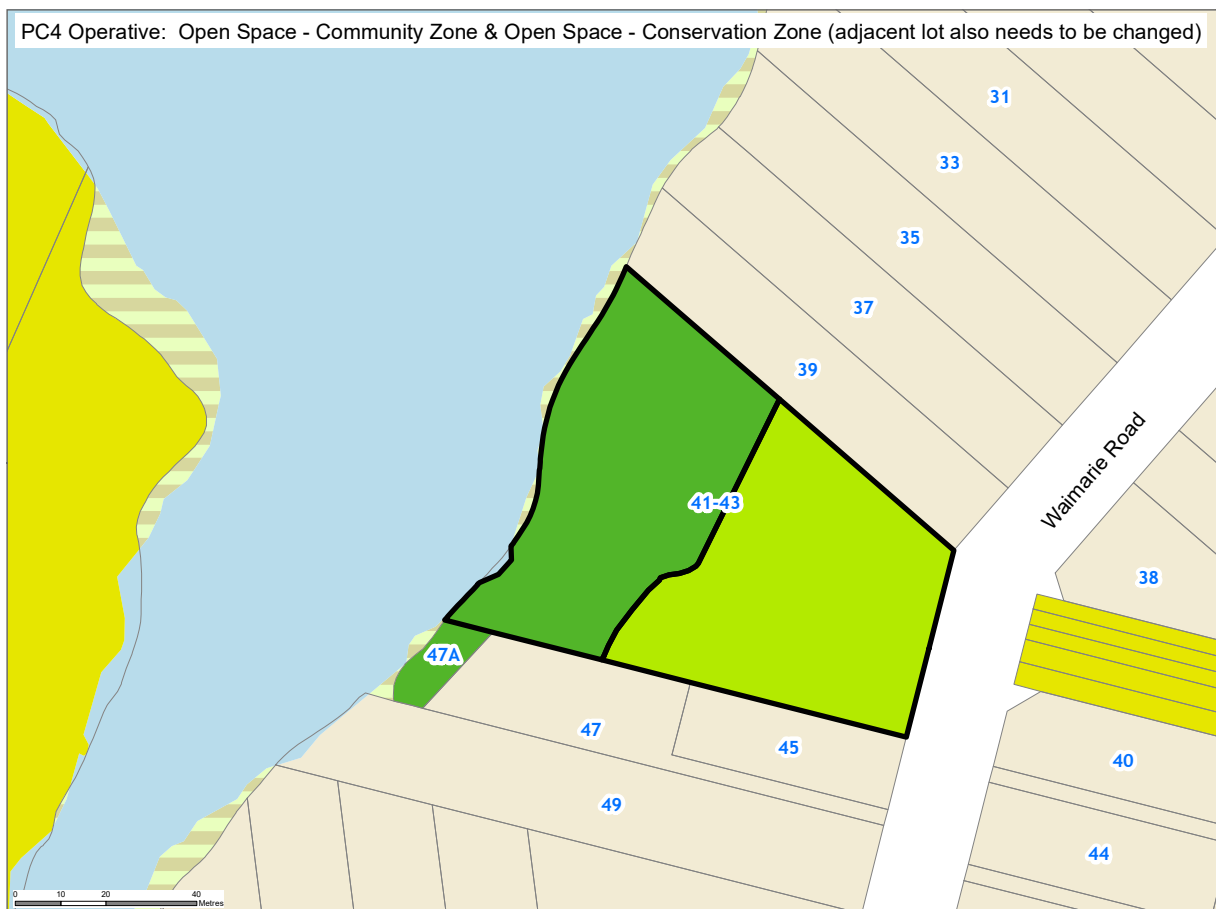 PC4 Operative:  Open Space - Community Zone & Open Space - Conservation Zone (adjacent lot also needs to be changed)
31
33
35
37
39
Waimarie Road
41-43
38
47A
47
45
40
49
44
0 10 20 40
Metres